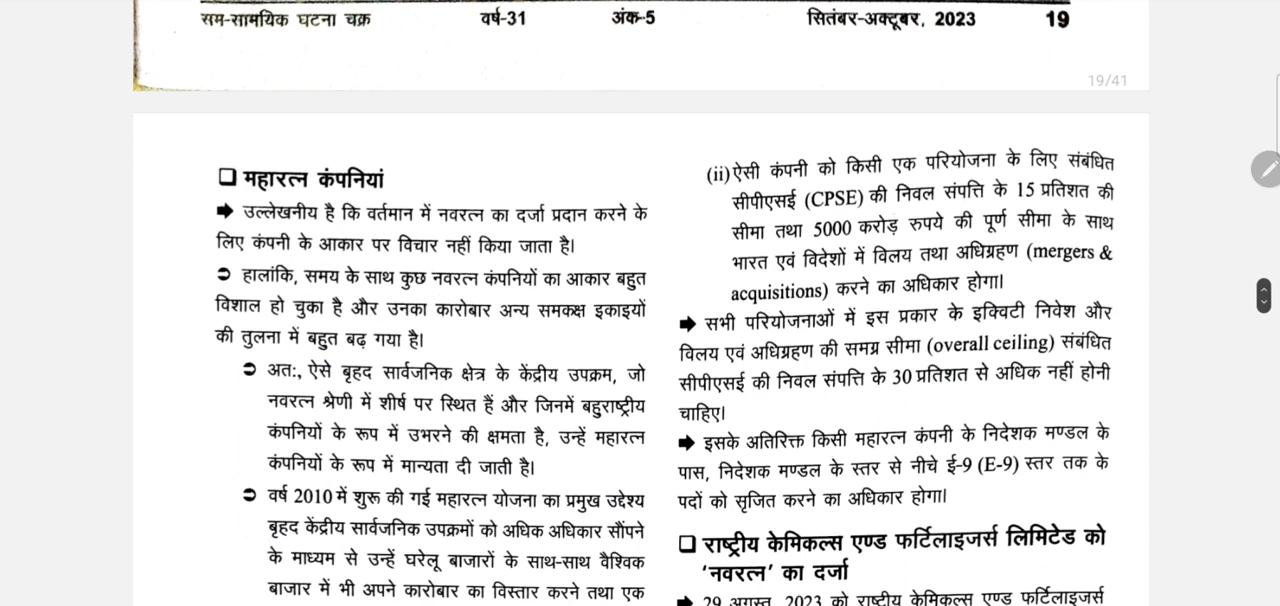 सम-सामयिक घटना चक्र वर्ष-31 अंक-5 सितंबर-अक्टूबर, 2023 19
19/41
❑ महारत्न कंपनियां
➡ उल्लेखनीय है कि वर्तमान में नवरत्न का दर्जा प्रदान करने के
लिए कंपनी के आकार पर विचार नहीं किया जाता है।
⮊ हालांकि, समय के साथ कुछ नवरत्न कंपनियों का आकार बहुत
विशाल हो चुका है और उनका कारोबार अन्य समकक्ष इकाइयों
की तुलना में बहुत बढ़ गया है।
⮊ अतः, ऐसे बृहद सार्वजनिक क्षेत्र के केंद्रीय उपक्रम, जो
नवरत्न श्रेणी में शीर्ष पर स्थित हैं और जिनमें बहुराष्ट्रीय
कंपनियों के रूप में उभरने की क्षमता है, उन्हें महारत्न
कंपनियों के रूप में मान्यता दी जाती है।
⮊ वर्ष 2010 में शुरू की गई महारत्न योजना का प्रमुख उद्देश्य
बृहद केंद्रीय सार्वजनिक उपक्रमों को अधिक अधिकार सौंपने
के माध्यम से उन्हें घरेलू बाजारों के साथ-साथ वैश्विक
बाजार में भी अपने कारोबार का विस्तार करने तथा एक
(ii) ऐसी कंपनी को किसी एक परियोजना के लिए संबंधित
सीपीएसई (CPSE) की निवल संपत्ति के 15 प्रतिशत की
सीमा तथा 5000 करोड़ रुपये की पूर्ण सीमा के साथ
भारत एवं विदेशों में विलय तथा अधिग्रहण (mergers &
acquisitions) करने का अधिकार होगा।
➡ सभी परियोजनाओं में इस प्रकार के इक्विटी निवेश और
विलय एवं अधिग्रहण की समग्र सीमा (overall ceiling) संबंधित
सीपीएसई की निवल संपत्ति के 30 प्रतिशत से अधिक नहीं होनी
चाहिए।
➡ इसके अतिरिक्त किसी महारत्न कंपनी के निदेशक मण्डल के
पास, निदेशक मण्डल के स्तर से नीचे ई-9 (E-9) स्तर तक के
पदों को सृजित करने का अधिकार होगा।
❑ राष्ट्रीय केमिकल्स एण्ड फर्टिलाइजर्स लिमिटेड को
'नवरत्न' का दर्जा
➡ 29 अगस्त, 2023 को राष्ट्रीय केमिकल्स एण्ड फर्टिलाइजर्स